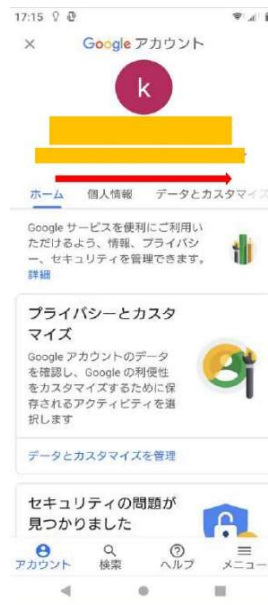 17:15
Google アカウント
k
ホーム 個人情報 データとカスタマイズ
Google サービスを便利にご利用い
ただけるよう、情報、プライバシ
ー、セキュリティを管理できます。
詳細
プライバシーとカスタ
マイズ
Google アカウントのデータ
を確認し、Google の利便性
をカスタマイズするために保
存されるアクティビティを選
択します
データとカスタマイズを管理
セキュリティの問題が
見つかりました
アカウント 検索 ヘルプ メニュー